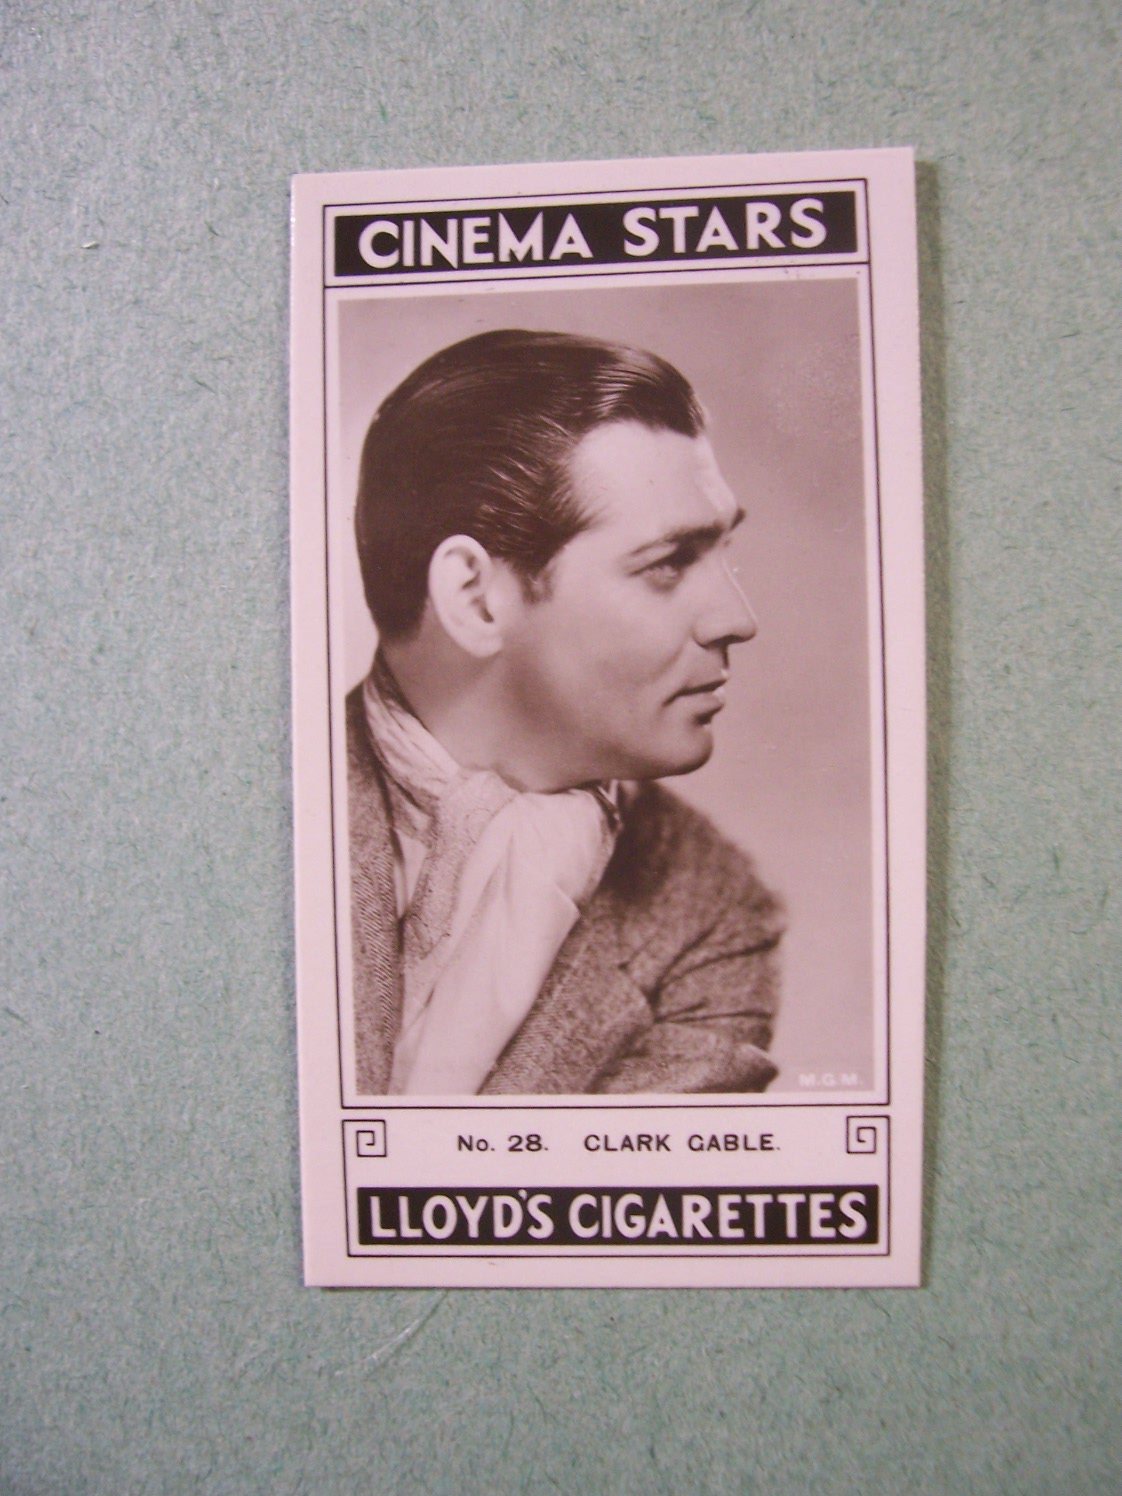 CINEMA STARS
M.G.M.
No. 28. CLARK GABLE.
LLOYD'S CIGARETTES